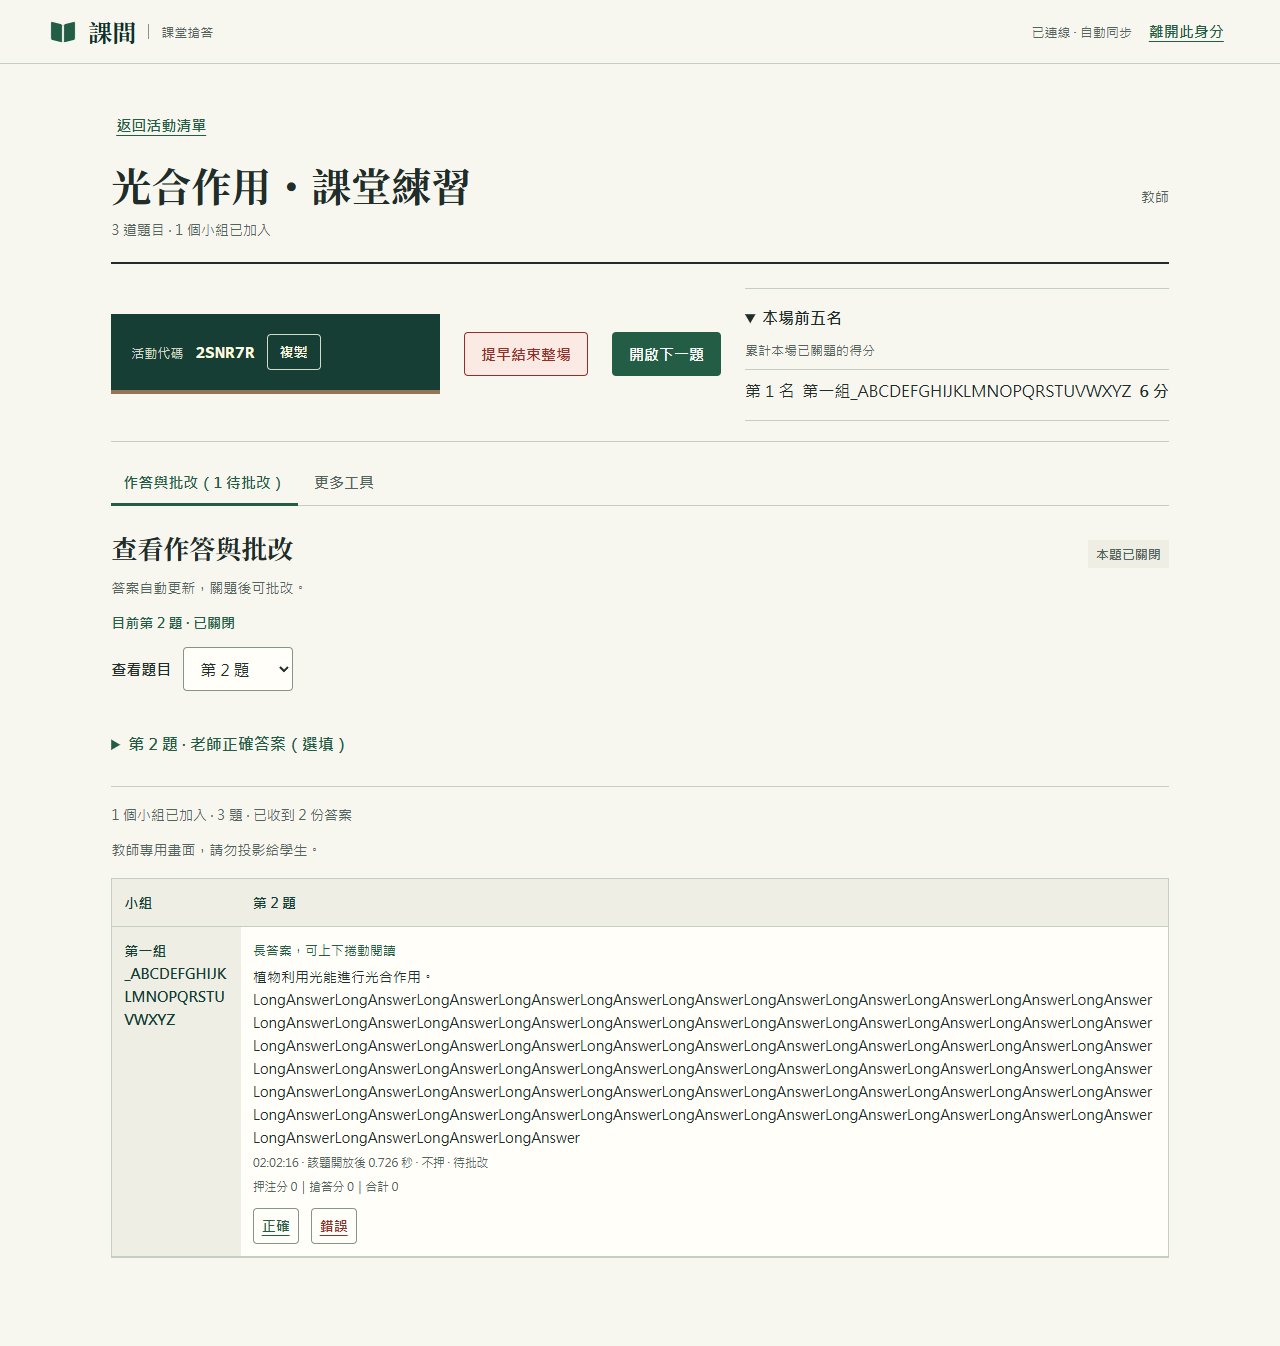 課間 課堂搶答
已連線 · 自動同步 離開此身分
返回活動清單
光合作用・課堂練習
教師
3 道題目 · 1 個小組已加入
活動代碼 2SNR7R 複製
提早結束整場
開啟下一題
▼ 本場前五名
累計本場已關題的得分
第 1 名 第一組_ABCDEFGHIJKLMNOPQRSTUVWXYZ 6 分
作答與批改（1 待批改）
更多工具
查看作答與批改
本題已關閉
答案自動更新，關題後可批改。
目前第 2 題 · 已關閉
查看題目 第 2 題
▶ 第 2 題 · 老師正確答案（選填）
1 個小組已加入 · 3 題 · 已收到 2 份答案
教師專用畫面，請勿投影給學生。
小組 第 2 題
第一組
_ABCDEFGHIJK
LMNOPQRSTU
VWXYZ
長答案，可上下捲動閱讀
植物利用光能進行光合作用。
LongAnswerLongAnswerLongAnswerLongAnswerLongAnswerLongAnswerLongAnswerLongAnswerLongAnswerLongAnswerLongAnswer
LongAnswerLongAnswerLongAnswerLongAnswerLongAnswerLongAnswerLongAnswerLongAnswerLongAnswerLongAnswerLongAnswer
LongAnswerLongAnswerLongAnswerLongAnswerLongAnswerLongAnswerLongAnswerLongAnswerLongAnswerLongAnswerLongAnswer
LongAnswerLongAnswerLongAnswerLongAnswerLongAnswerLongAnswerLongAnswerLongAnswerLongAnswerLongAnswerLongAnswer
LongAnswerLongAnswerLongAnswerLongAnswerLongAnswerLongAnswerLongAnswerLongAnswerLongAnswerLongAnswerLongAnswer
LongAnswerLongAnswerLongAnswerLongAnswerLongAnswerLongAnswerLongAnswerLongAnswerLongAnswerLongAnswerLongAnswer
LongAnswerLongAnswerLongAnswerLongAnswer
02:02:16 · 該題開放後 0.726 秒 · 不押 · 待批改
押注分 0｜搶答分 0｜合計 0
正確 錯誤